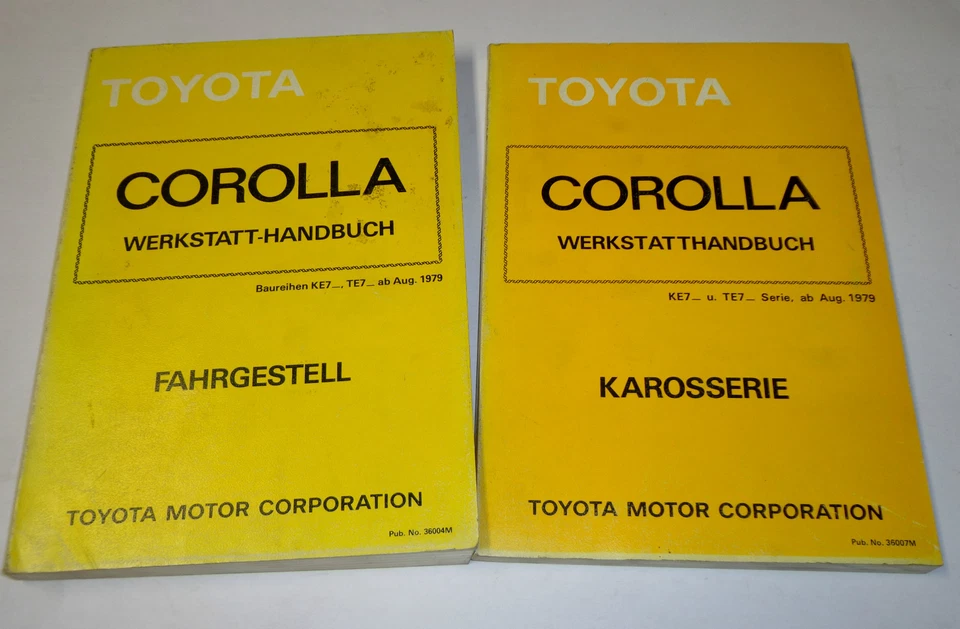 TOYOTA
COROLLA
WERKSTATT-HANDBUCH
Baureihen KE7_, TE7_ ab Aug. 1979
FAHRGESTELL
TOYOTA MOTOR CORPORATION
Pub. No. 36004M
TOYOTA
COROLLA
WERKSTATTHANDBUCH
KE7_ u. TE7_ Serie, ab Aug. 1979
KAROSSERIE
TOYOTA MOTOR CORPORATION
Pub. No. 36007M